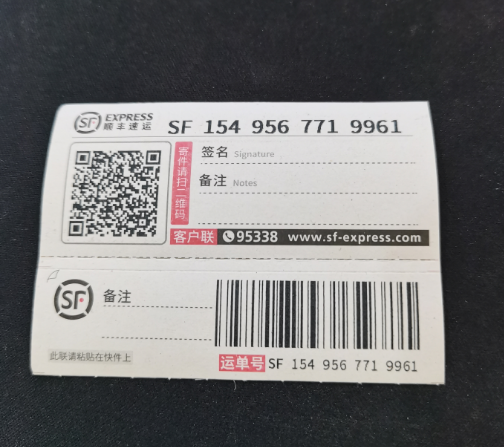 SF EXPRESS
顺丰速运
SF 154 956 771 9961
寄件请扫二维码
签名 Signature
备注 Notes
客户联 95338 www.sf-express.com
SF 备注
此联请粘贴在快件上
运单号 SF 154 956 771 9961